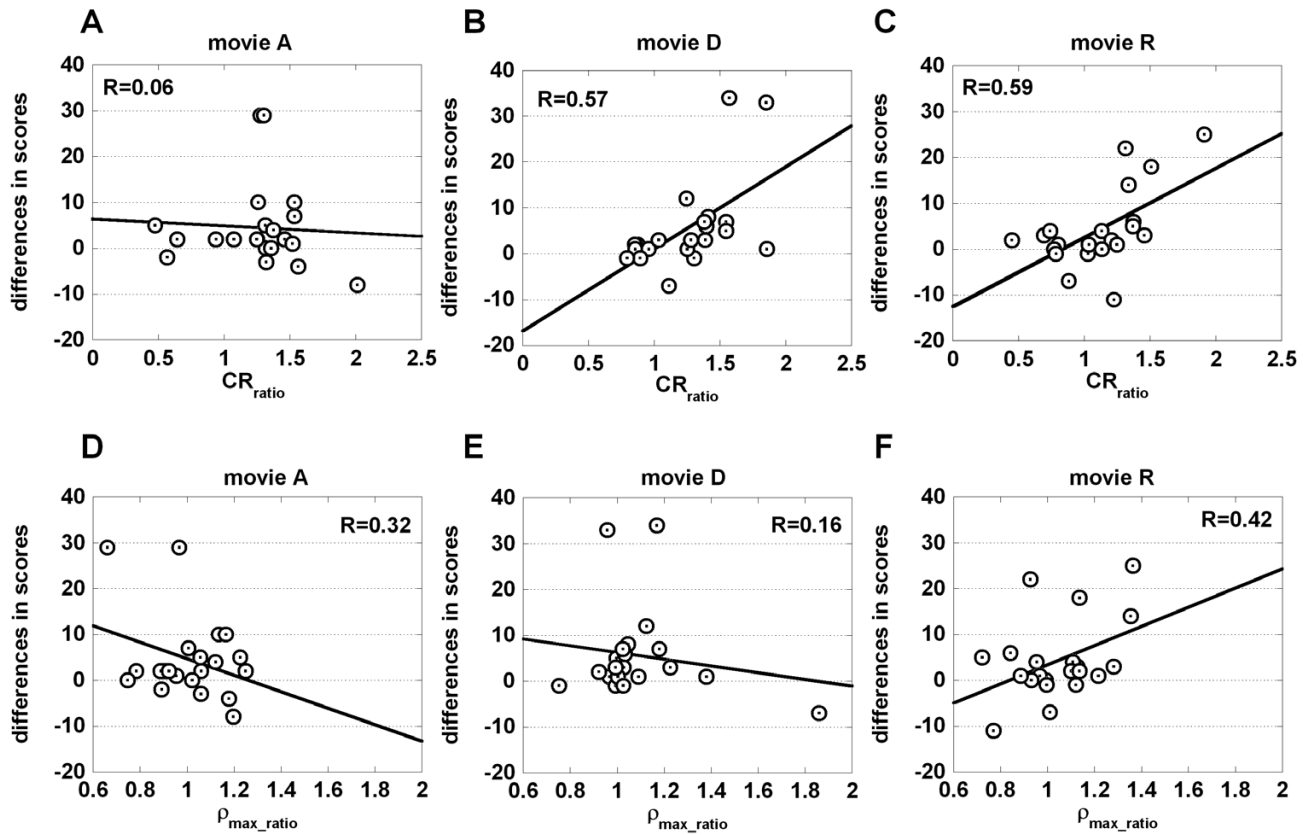 A
movie A
R=0.06
differences in scores
40
30
20
10
0
-10
-20
0 0.5 1 1.5 2 2.5
CRratio
B
movie D
R=0.57
differences in scores
40
30
20
10
0
-10
-20
0 0.5 1 1.5 2 2.5
CRratio
C
movie R
R=0.59
differences in scores
40
30
20
10
0
-10
-20
0 0.5 1 1.5 2 2.5
CRratio
D
movie A
R=0.32
differences in scores
40
30
20
10
0
-10
-20
0.6 0.8 1 1.2 1.4 1.6 1.8 2
ρmax_ratio
E
movie D
R=0.16
differences in scores
40
30
20
10
0
-10
-20
0.6 0.8 1 1.2 1.4 1.6 1.8 2
ρmax_ratio
F
movie R
R=0.42
differences in scores
40
30
20
10
0
-10
-20
0.6 0.8 1 1.2 1.4 1.6 1.8 2
ρmax_ratio